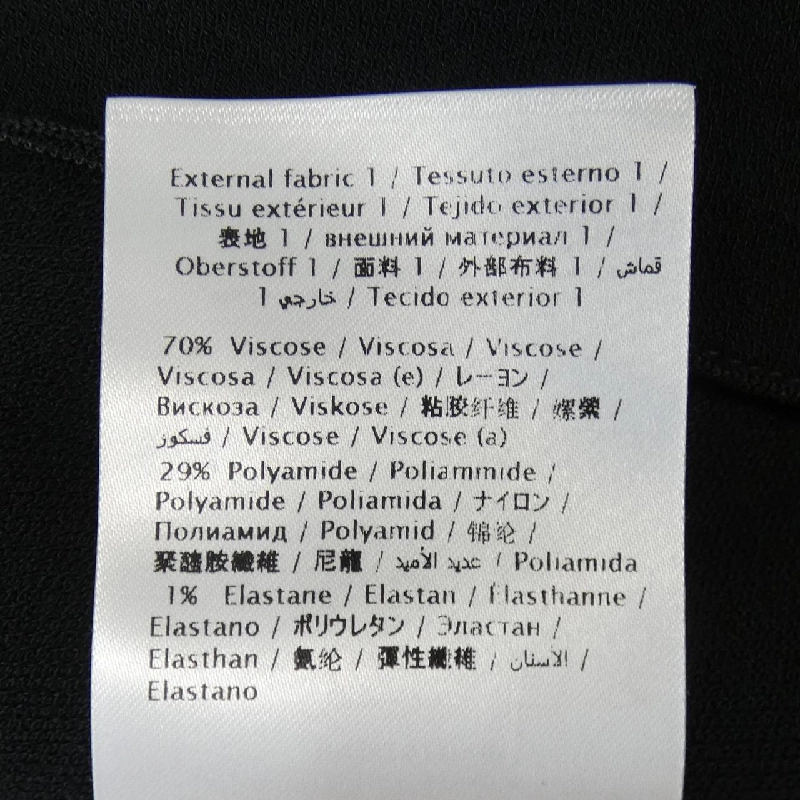 External fabric 1 / Tessuto esterno 1 /
Tissu extérieur 1 / Tejido exterior 1 /
表地 1 / внешний материал 1 /
Oberstoff 1 / 面料 1 / 外部布料 1 / قماش
خارجي 1 / Tecido exterior 1
70% Viscose / Viscosa / Viscose /
Viscosa / Viscosa (e) / レーヨン /
Вискоза / Viskose / 粘胶纤维 / 嫘縈 /
فسكوز / Viscose / Viscose (a)
29% Polyamide / Poliammide /
Polyamide / Poliamida / ナイロン /
Полиамид / Polyamid / 锦纶 /
聚醯胺纖維 / 尼龍 / عديد الأميد / Poliamida
1% Elastane / Elastan / Élasthanne /
Elastano / ポリウレタン / Эластан /
Elasthan / 氨纶 / 彈性纖維 / الاستان /
Elastano